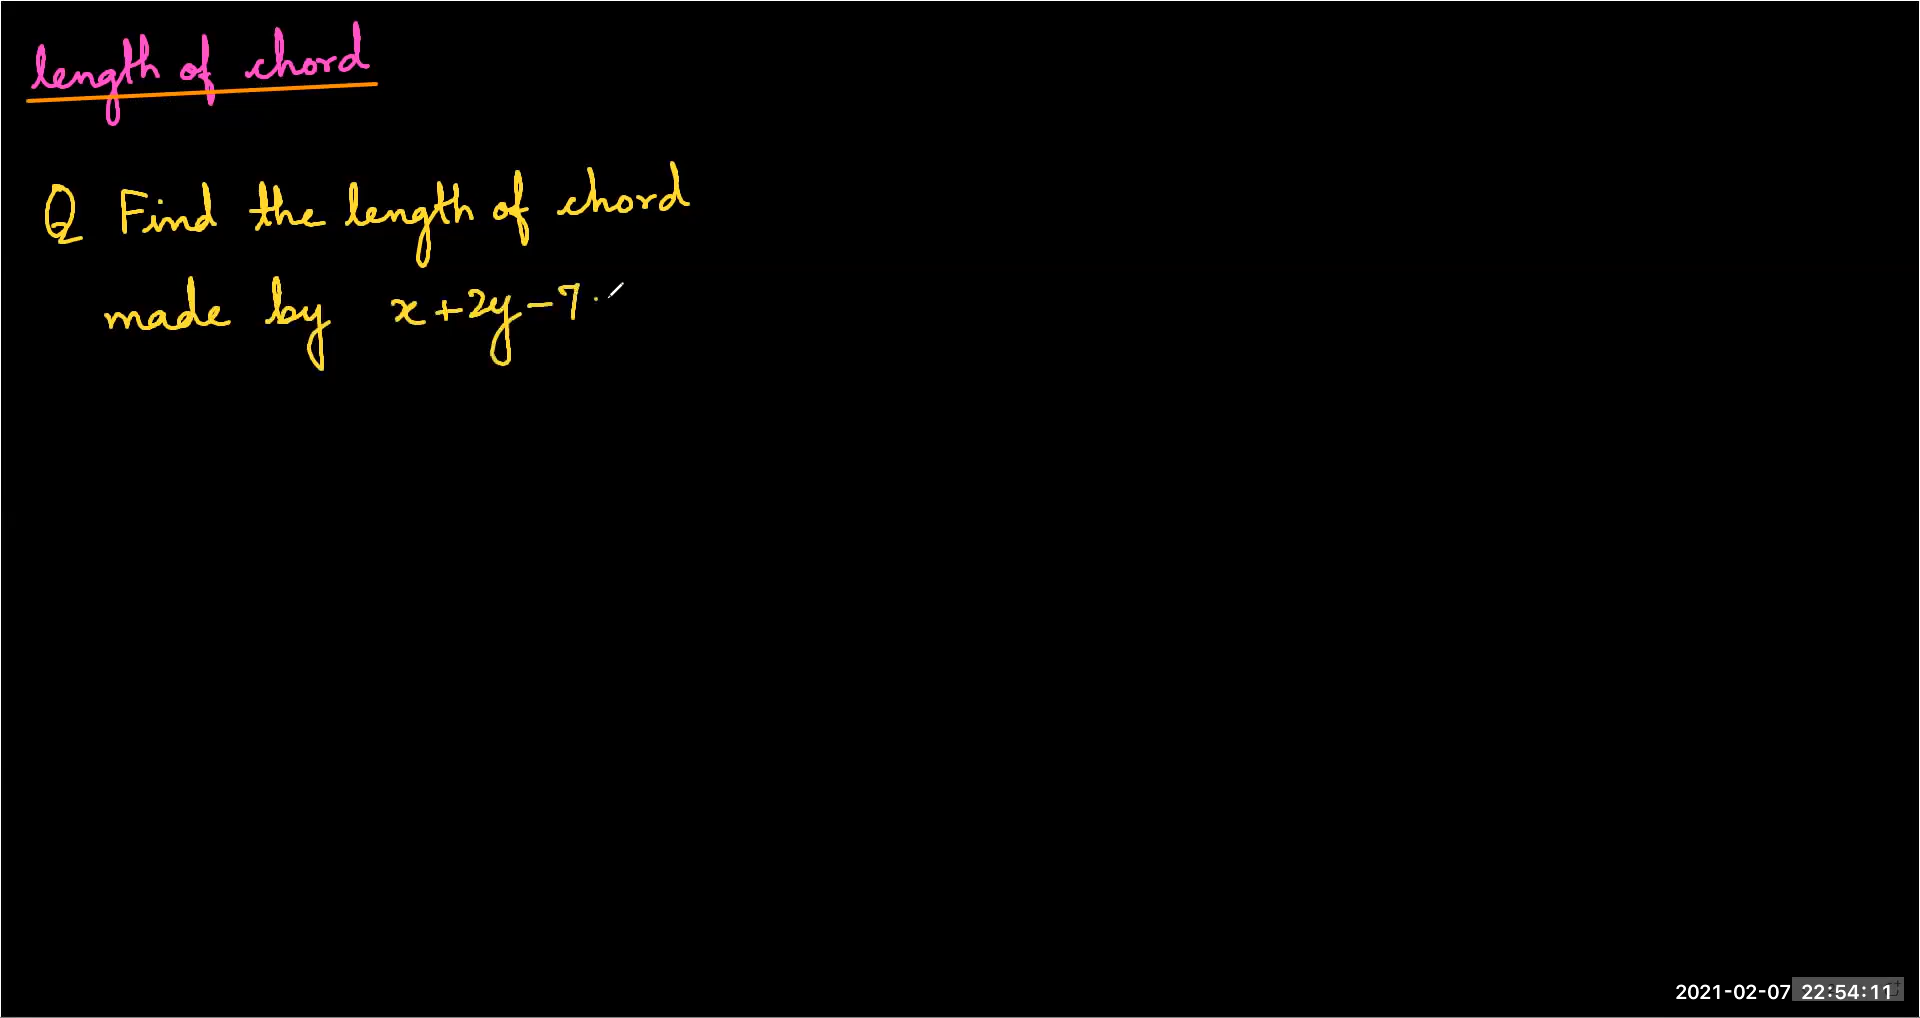 length of chord
Q Find the length of chord
made by x+2y-7.
2021-02-07 22:54:11